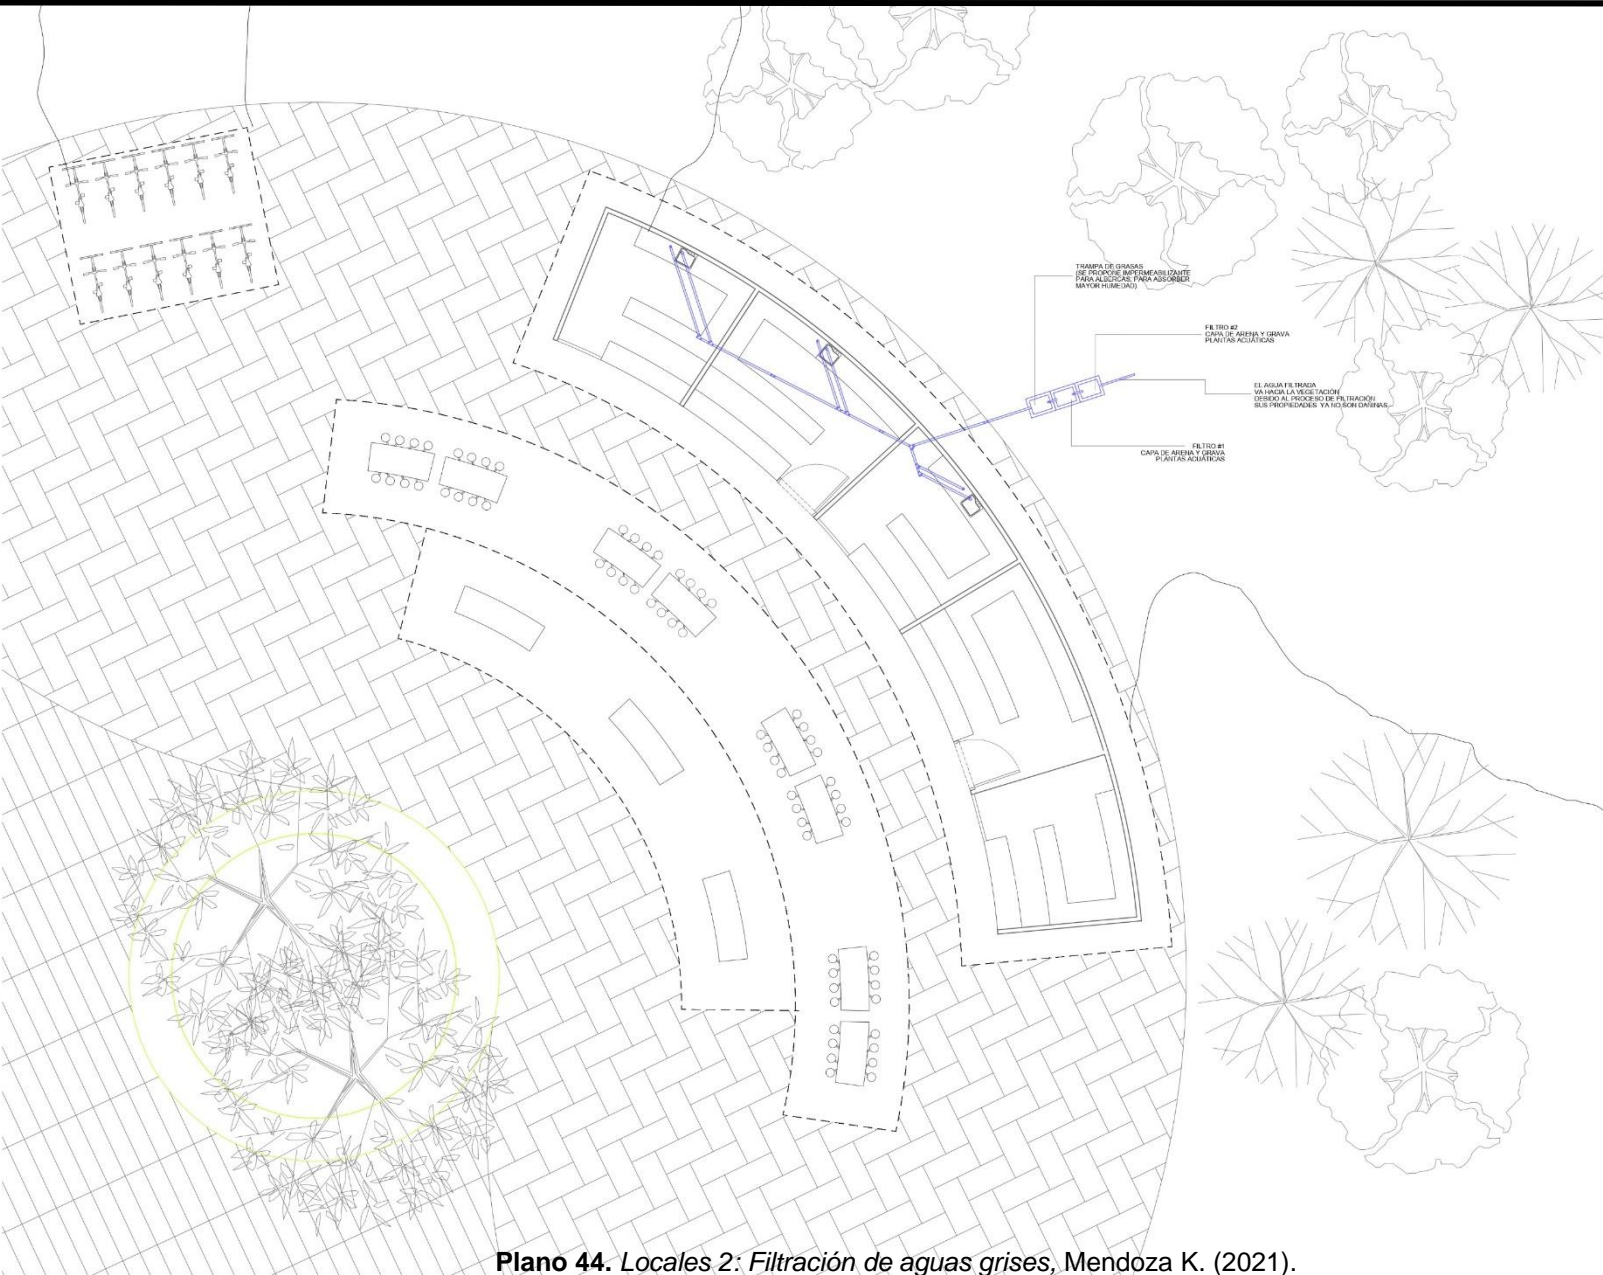 TRAMPA DE GRASAS
(SE PROPONE IMPERMEABILIZANTE
PARA ALBERCAS, PARA ABSORBER
MAYOR HUMEDAD)
FILTRO #2
CAPA DE ARENA Y GRAVA
PLANTAS ACUÁTICAS
EL AGUA FILTRADA
VA HACIA LA VEGETACIÓN
DEBIDO AL PROCESO DE FILTRACIÓN
SUS PROPIEDADES YA NO SON DAÑINAS
FILTRO #1
CAPA DE ARENA Y GRAVA
PLANTAS ACUÁTICAS
Plano 44. Locales 2: Filtración de aguas grises, Mendoza K. (2021).